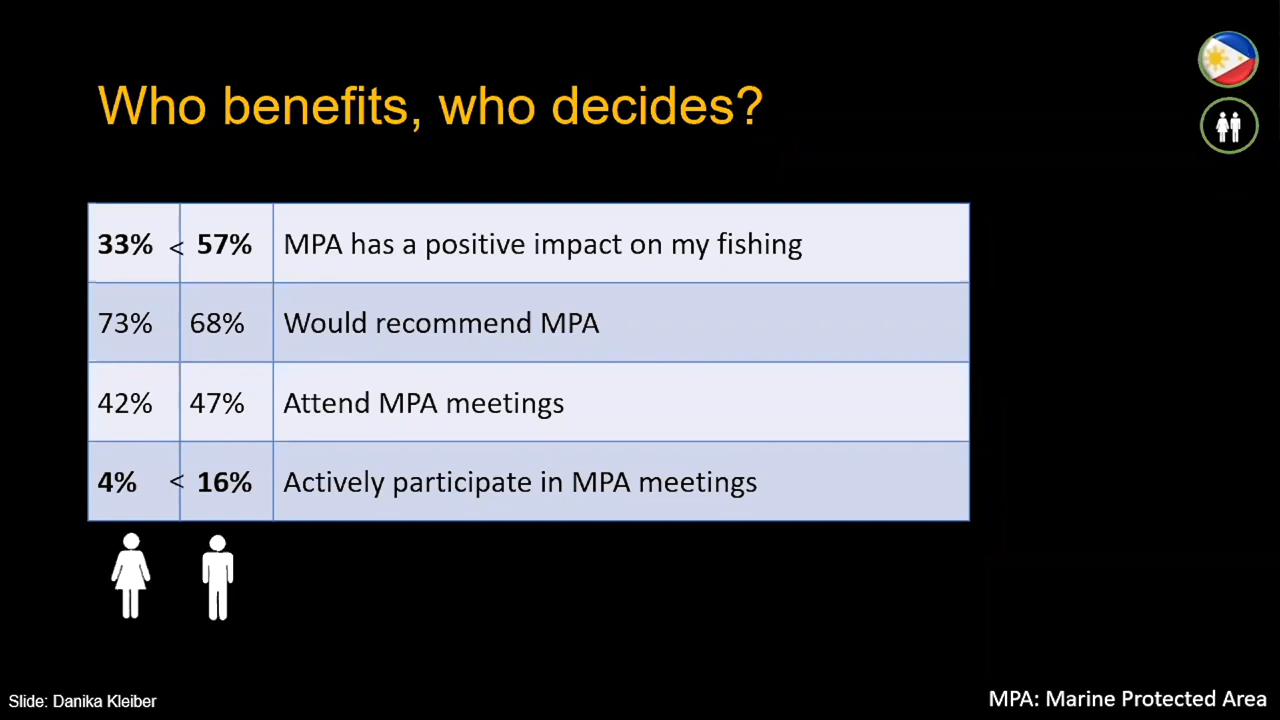 Who benefits, who decides?
33% < 57% MPA has a positive impact on my fishing
73% 68% Would recommend MPA
42% 47% Attend MPA meetings
4% < 16% Actively participate in MPA meetings
Slide: Danika Kleiber
MPA: Marine Protected Area